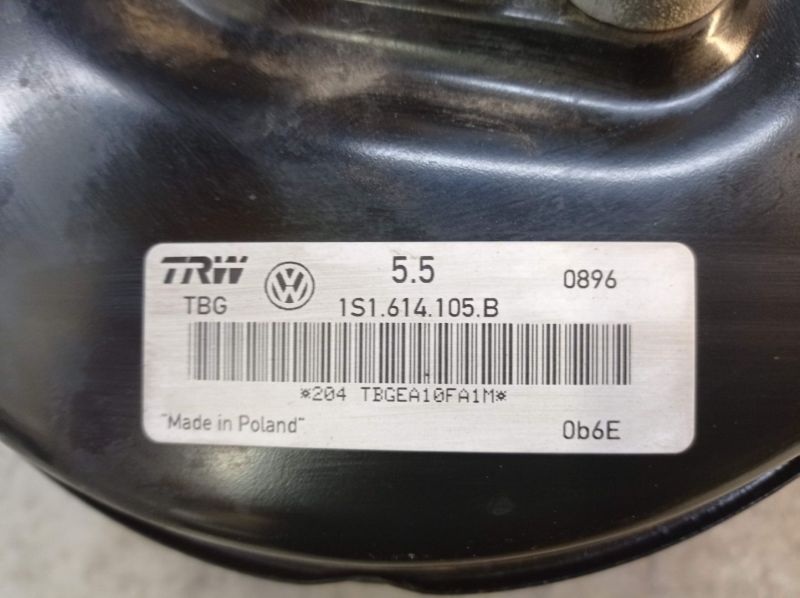 TRW 5.5 0896
TBG 1S1.614.105.B
*204 TBGEA10FA1M*
"Made in Poland" 0b6E